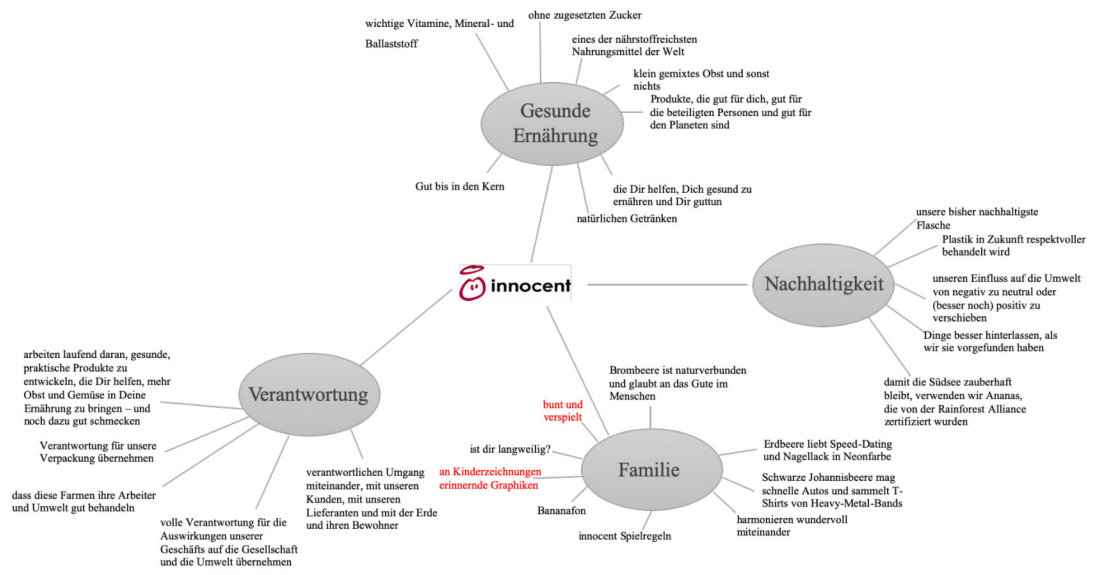 wichtige Vitamine, Mineral- und
Ballaststoff
ohne zugesetzten Zucker
eines der nährstoffreichsten
Nahrungsmittel der Welt
klein gemixtes Obst und sonst
nichts
Produkte, die gut für dich, gut für
die beteiligten Personen und gut für
den Planeten sind
Gesunde
Ernährung
Gut bis in den Kern
die Dir helfen, Dich gesund zu
ernähren und Dir guttun
natürlichen Getränken
innocent
Nachhaltigkeit
unsere bisher nachhaltigste
Flasche
Plastik in Zukunft respektvoller
behandelt wird
unseren Einfluss auf die Umwelt
von negativ zu neutral oder
(besser noch) positiv zu
verschieben
Dinge besser hinterlassen, als
wir sie vorgefunden haben
damit die Südsee zauberhaft
bleibt, verwenden wir Ananas,
die von der Rainforest Alliance
zertifiziert wurden
Verantwortung
arbeiten laufend daran, gesunde,
praktische Produkte zu
entwickeln, die Dir helfen, mehr
Obst und Gemüse in Deine
Ernährung zu bringen – und
noch dazu gut schmecken
Verantwortung für unsere
Verpackung übernehmen
dass diese Farmen ihre Arbeiter
und Umwelt gut behandeln
volle Verantwortung für die
Auswirkungen unserer
Geschäfts auf die Gesellschaft
und die Umwelt übernehmen
verantwortlichen Umgang
miteinander, mit unseren
Kunden, mit unseren
Lieferanten und mit der Erde
und ihren Bewohner
Familie
Brombeere ist naturverbunden
und glaubt an das Gute im
Menschen
bunt und
verspielt
ist dir langweilig?
an Kinderzeichnungen
erinnernde Graphiken
Bananafon
innocent Spielregeln
Erdbeere liebt Speed-Dating
und Nagellack in Neonfarbe
Schwarze Johannisbeere mag
schnelle Autos und sammelt T-
Shirts von Heavy-Metal-Bands
harmonieren wundervoll
miteinander